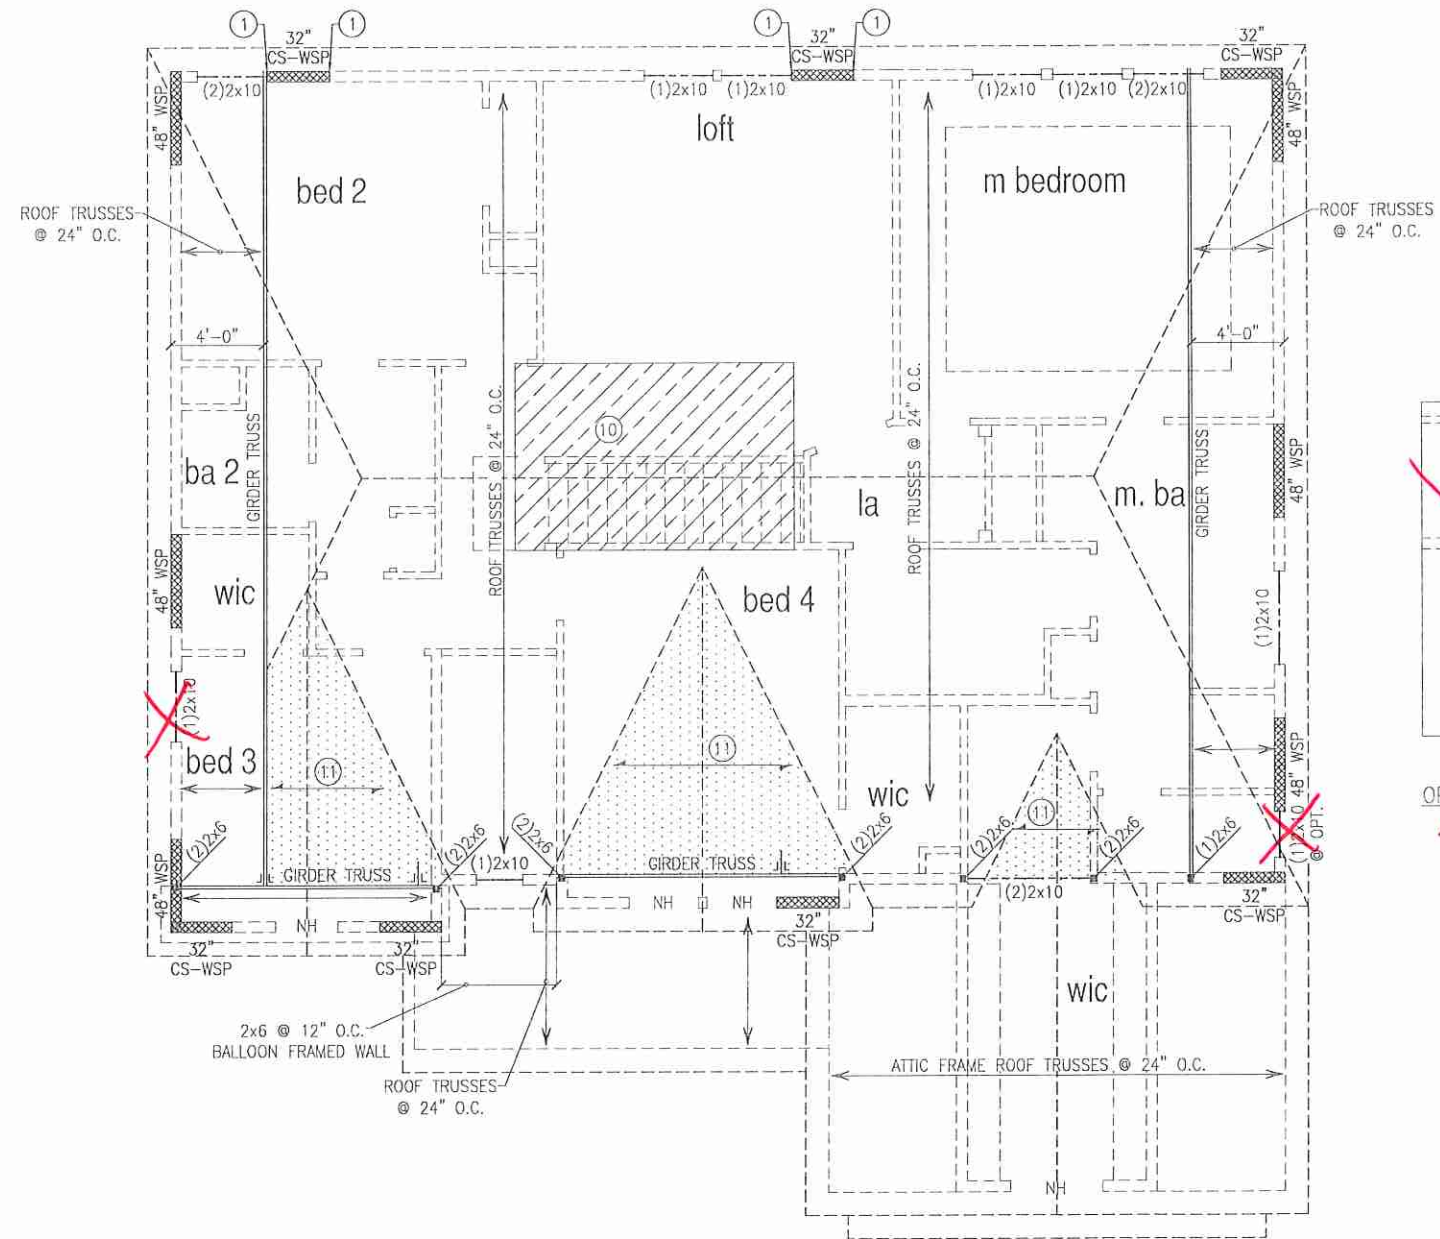 1
1
32"
CS-WSP
1
1
32"
CS-WSP
32"
CS-WSP
48" WSP
(2)2x10
(1)2x10
(1)2x10
(1)2x10
(1)2x10
(2)2x10
48" WSP
loft
bed 2
m bedroom
ROOF TRUSSES
@ 24" O.C.
ROOF TRUSSES
@ 24" O.C.
4'-0"
4'-0"
ROOF TRUSSES @ 24" O.C.
ROOF TRUSSES @ 24" O.C.
GIRDER TRUSS
10
GIRDER TRUSS
48" WSP
ba 2
la
m. ba
48" WSP
wic
bed 4
(1)2x10
(1)2x10
bed 3
11
11
48" WSP
wic
11
(1)2x10
@ OPT.
(2)2x6
(2)2x6
(2)2x6
(2)2x6
(2)2x6
(2)2x6
(1)2x6
GIRDER TRUSS
(1)2x10
GIRDER TRUSS
(2)2x10
48" WSP
32"
CS-WSP
NH
NH
NH
32"
CS-WSP
32"
CS-WSP
32"
CS-WSP
wic
2x6 @ 12" O.C.
BALLOON FRAMED WALL
ROOF TRUSSES
@ 24" O.C.
ATTIC FRAME ROOF TRUSSES @ 24" O.C.
NH